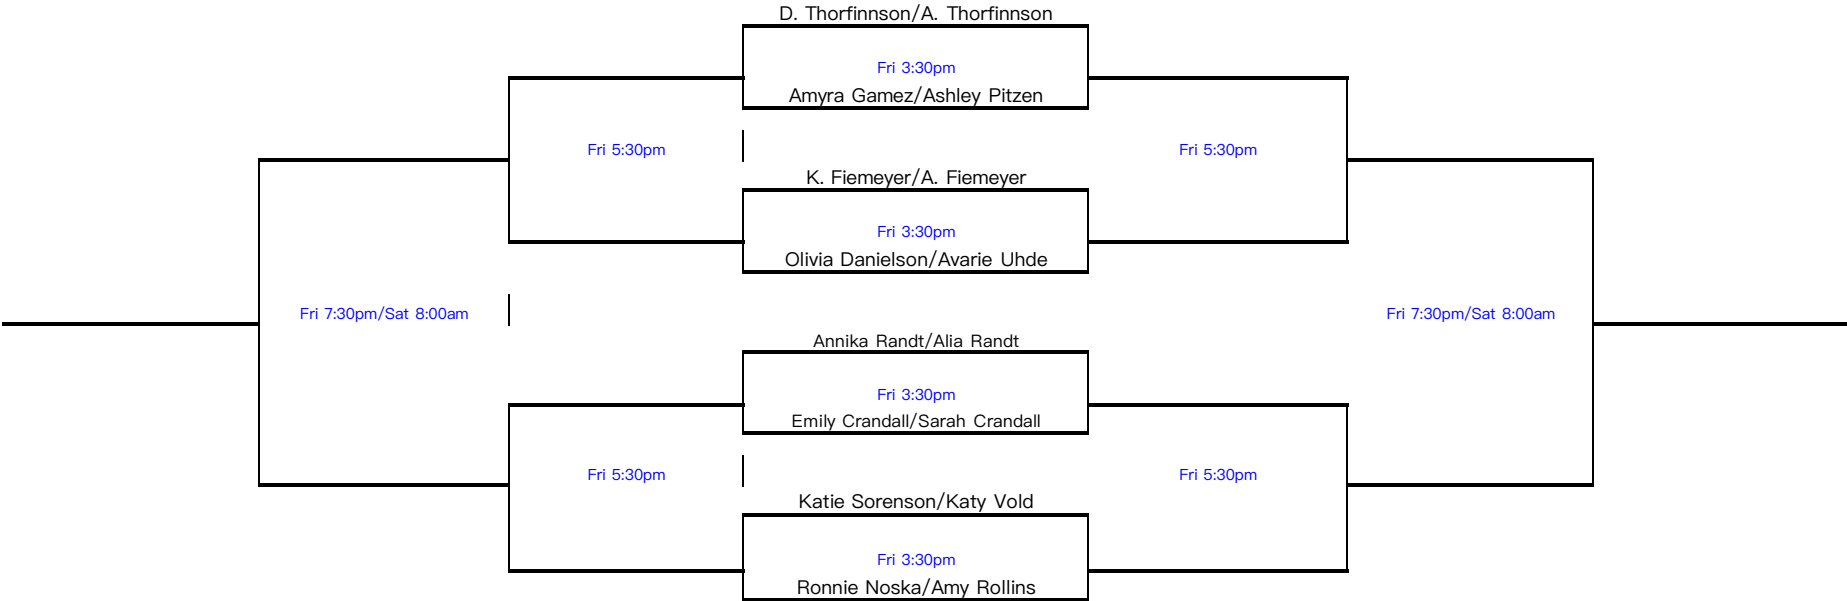 D. Thorfinnson/A. Thorfinnson
Fri 3:30pm
Amyra Gamez/Ashley Pitzen
Fri 5:30pm
Fri 5:30pm
K. Fiemeyer/A. Fiemeyer
Fri 3:30pm
Olivia Danielson/Avarie Uhde
Fri 7:30pm/Sat 8:00am
Fri 7:30pm/Sat 8:00am
Annika Randt/Alia Randt
Fri 3:30pm
Emily Crandall/Sarah Crandall
Fri 5:30pm
Fri 5:30pm
Katie Sorenson/Katy Vold
Fri 3:30pm
Ronnie Noska/Amy Rollins